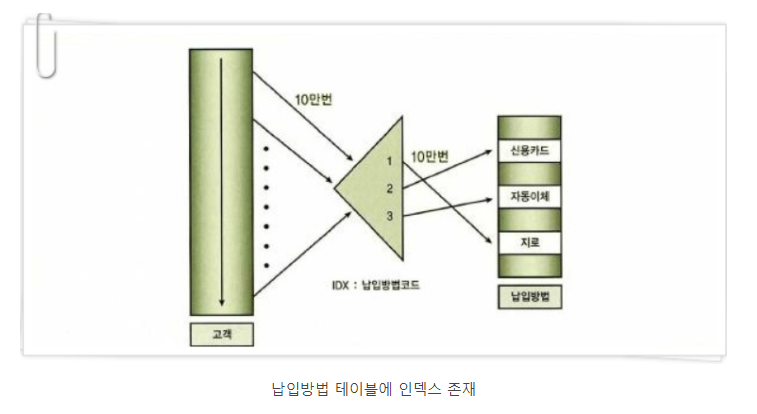 10만번
1
10만번
신용카드
2
자동이체
3
지로
IDX : 납입방법코드
납입방법
고객
납입방법 테이블에 인덱스 존재